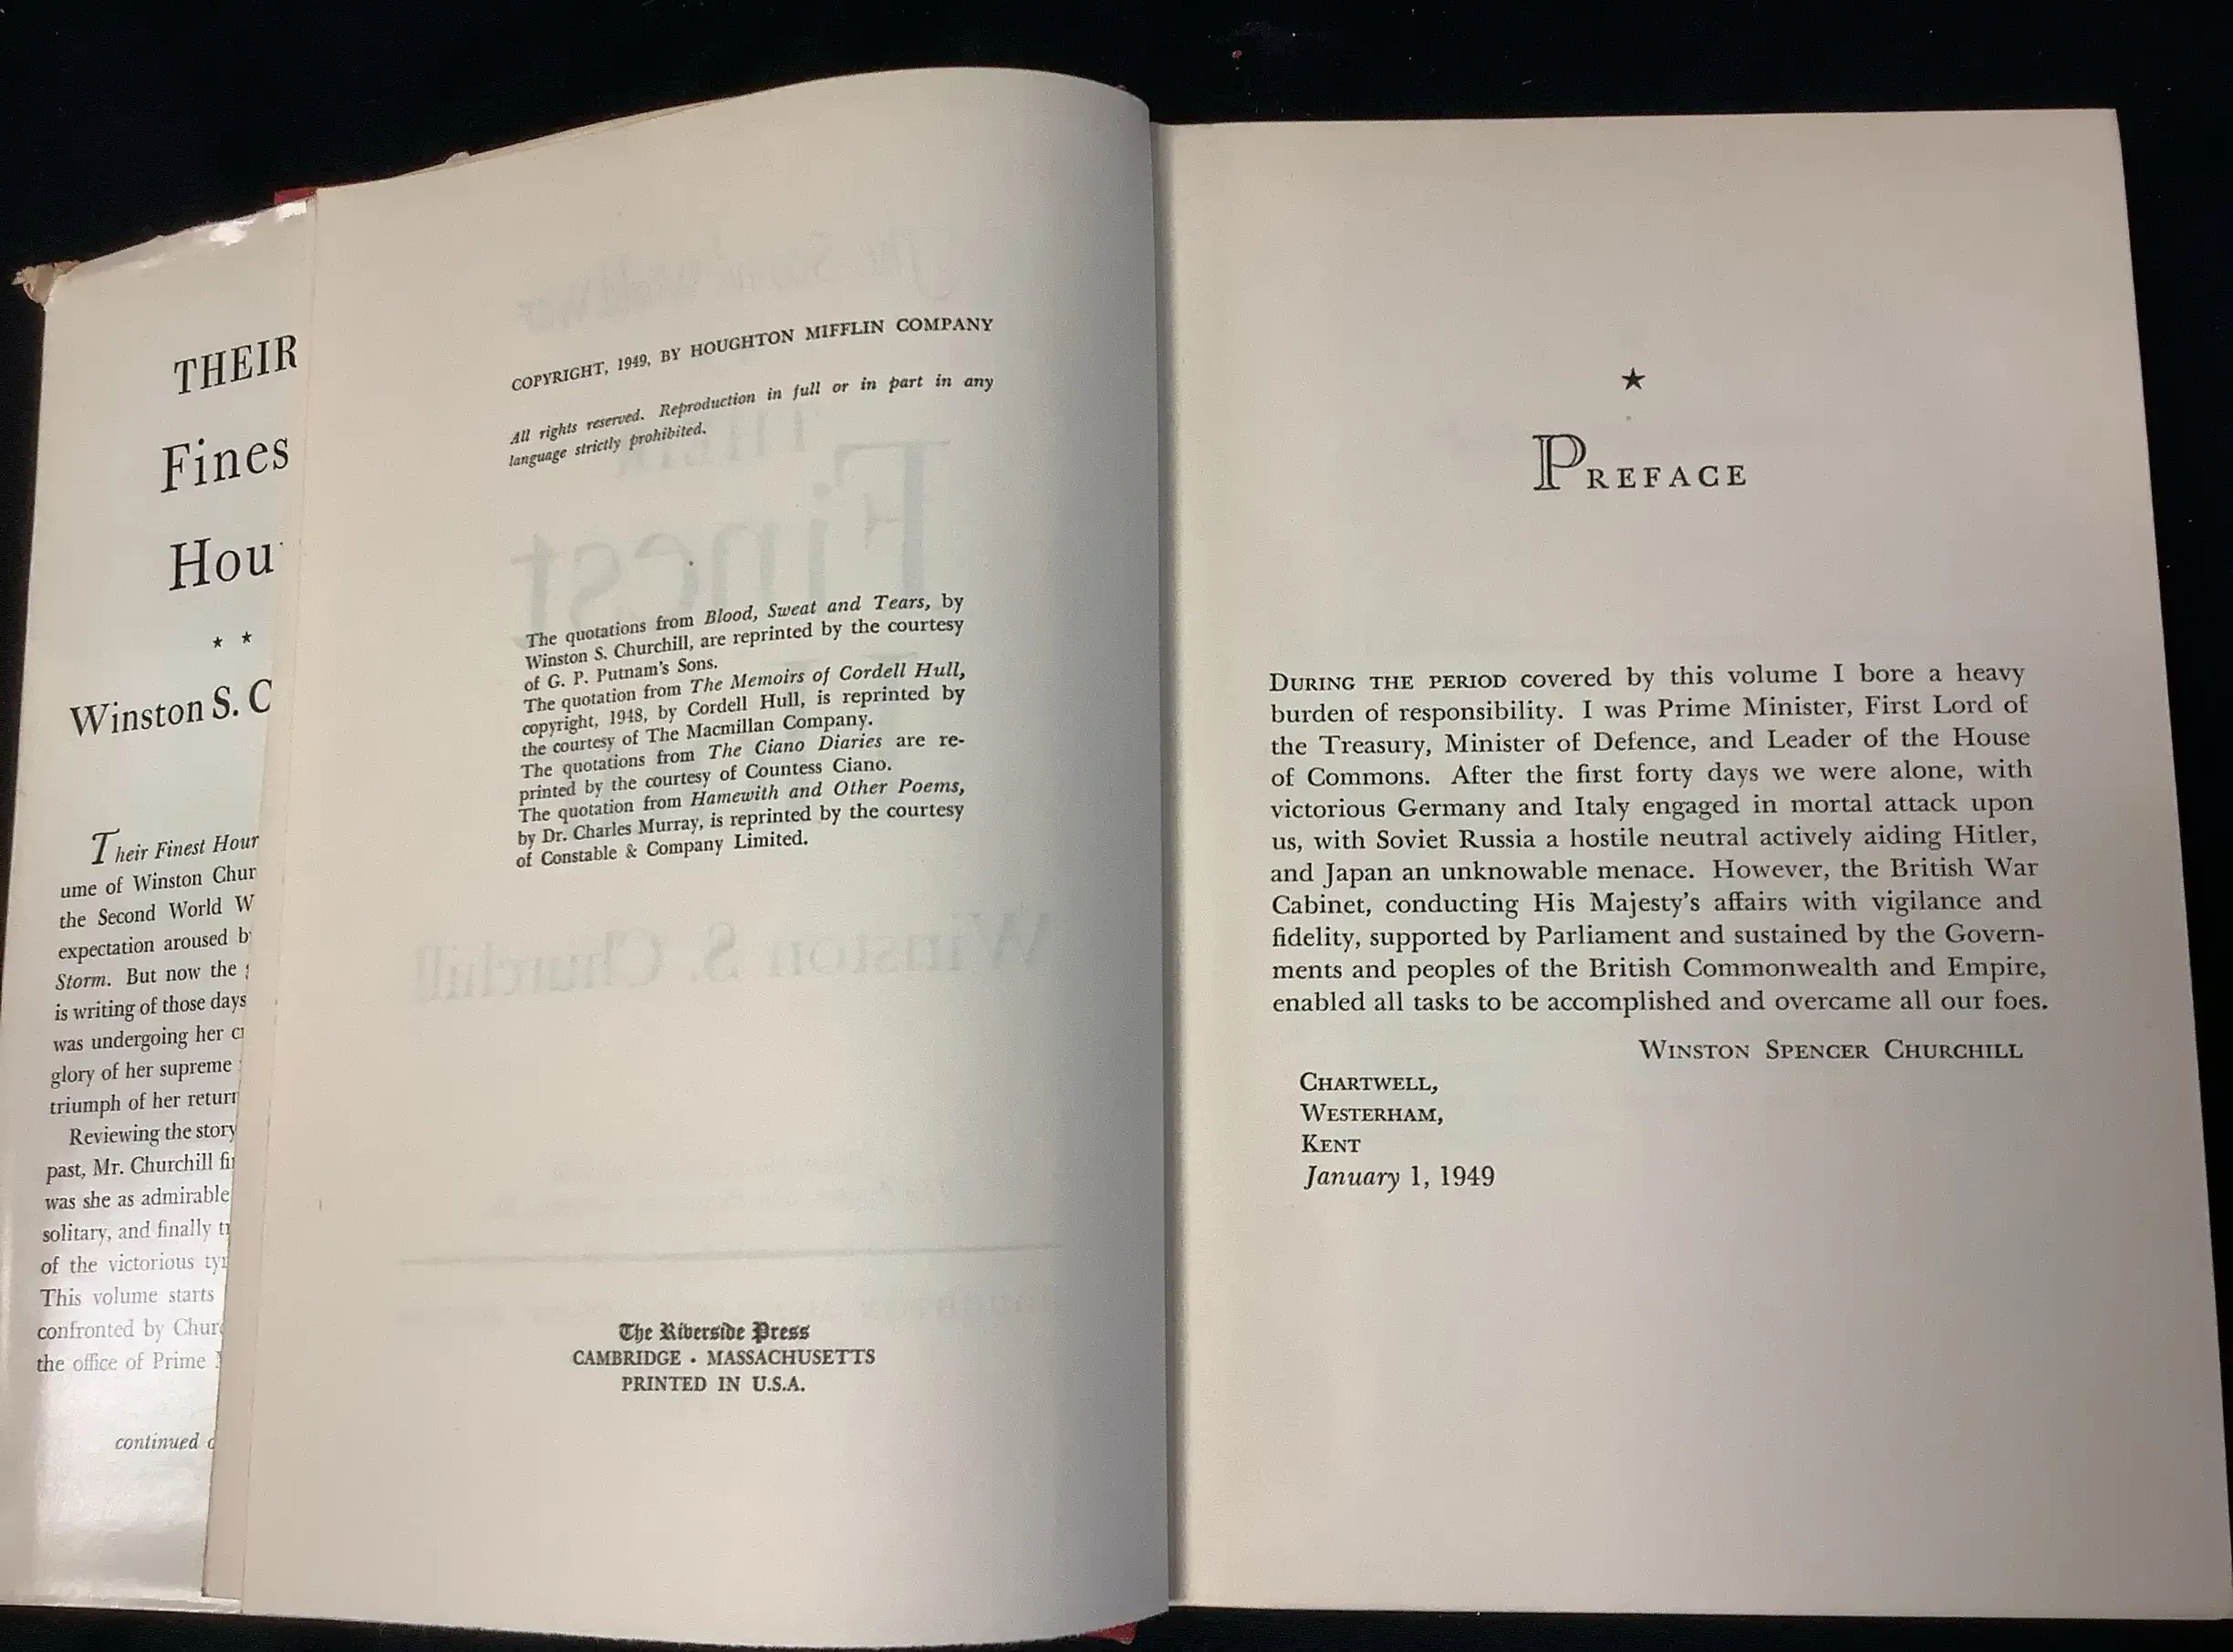 THEIR
Fines
Hou
★ ★
Winston S. C
Their Finest Hour
ume of Winston Chur
the Second World W
expectation aroused b
Storm. But now the
is writing of those days
was undergoing her
glory of her supreme
triumph of her return
Reviewing the story
past, Mr. Churchill
was she as admirable
solitary, and finally
of the victorious
This volume starts
confronted by Churc
the office of Prime
continued
COPYRIGHT, 1949, BY HOUGHTON MIFFLIN COMPANY
All rights reserved. Reproduction in full or in part in any
language strictly prohibited.
The quotations from Blood, Sweat and Tears, by
Winston S. Churchill, are reprinted by the courtesy
of G. P. Putnam's Sons.
The quotation from The Memoirs of Cordell Hull,
copyright, 1948, by Cordell Hull, is reprinted by
the courtesy of The Macmillan Company.
The quotations from The Ciano Diaries are re-
printed by the courtesy of Countess Ciano.
The quotation from Hamewith and Other Poems,
by Dr. Charles Murray, is reprinted by the courtesy
of Constable & Company Limited.
The Riverside Press
CAMBRIDGE • MASSACHUSETTS
PRINTED IN U.S.A.
★
PREFACE
DURING THE PERIOD covered by this volume I bore a heavy
burden of responsibility. I was Prime Minister, First Lord of
the Treasury, Minister of Defence, and Leader of the House
of Commons. After the first forty days we were alone, with
victorious Germany and Italy engaged in mortal attack upon
us, with Soviet Russia a hostile neutral actively aiding Hitler,
and Japan an unknowable menace. However, the British War
Cabinet, conducting His Majesty's affairs with vigilance and
fidelity, supported by Parliament and sustained by the Govern-
ments and peoples of the British Commonwealth and Empire,
enabled all tasks to be accomplished and overcame all our foes.
WINSTON SPENCER CHURCHILL
CHARTWELL,
WESTERHAM,
KENT
January 1, 1949